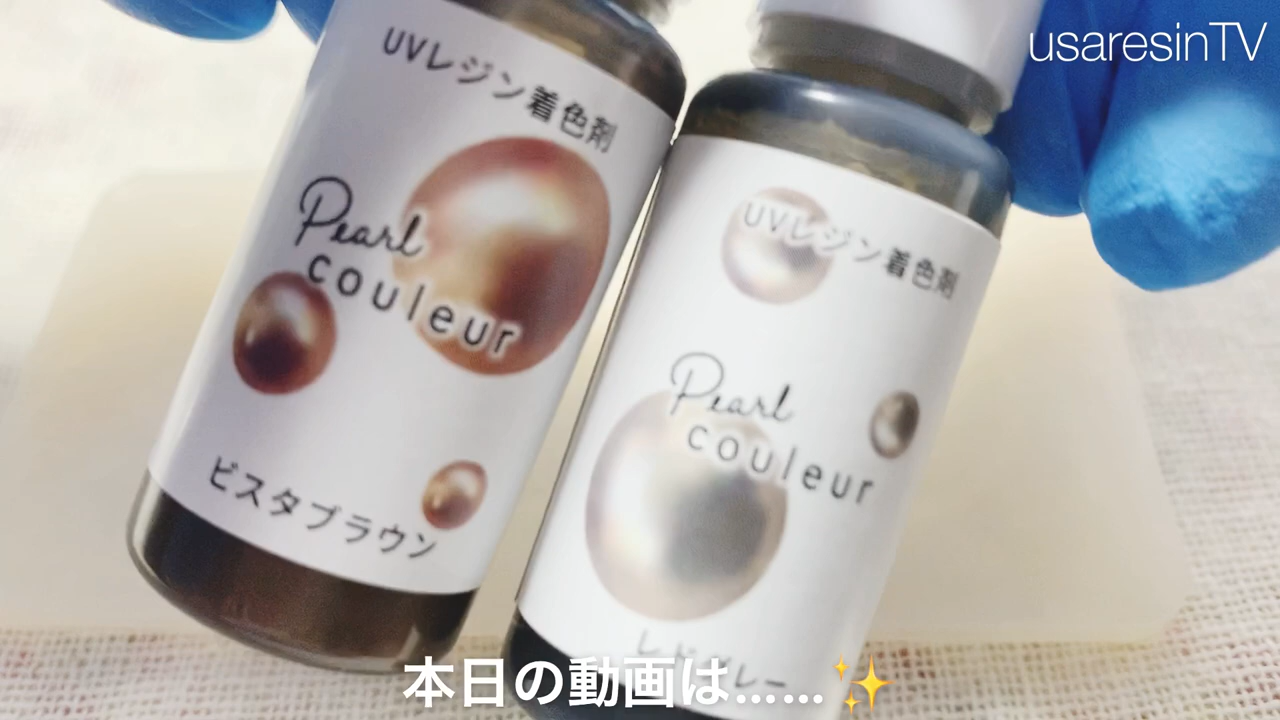 usaresinTV
UVレジン着色剤
Pearl
couleur
ビスタブラウン
UVレジン着色剤
Pearl
couleur
本日の動画は……✨